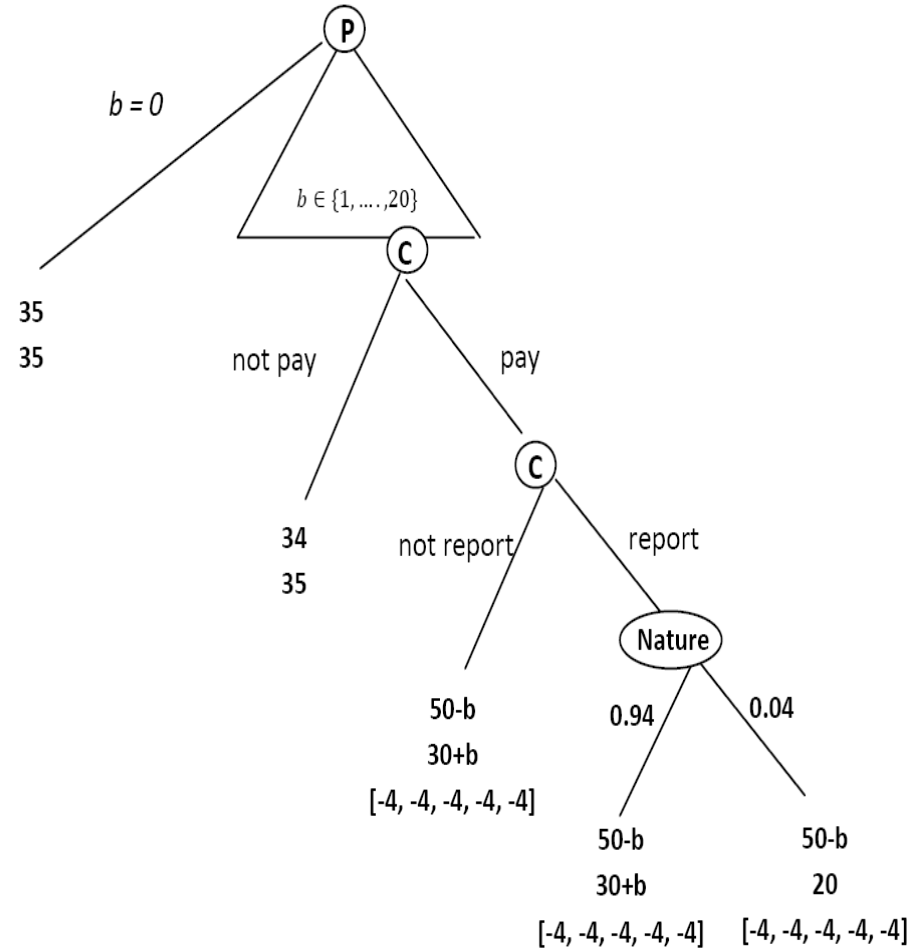 P
b = 0
b ∈ {1, ....,20}
C
35
35
not pay
pay
C
34
35
not report
report
Nature
0.94
0.04
50-b
30+b
[-4, -4, -4, -4, -4]
50-b
30+b
[-4, -4, -4, -4, -4]
50-b
20
[-4, -4, -4, -4, -4]